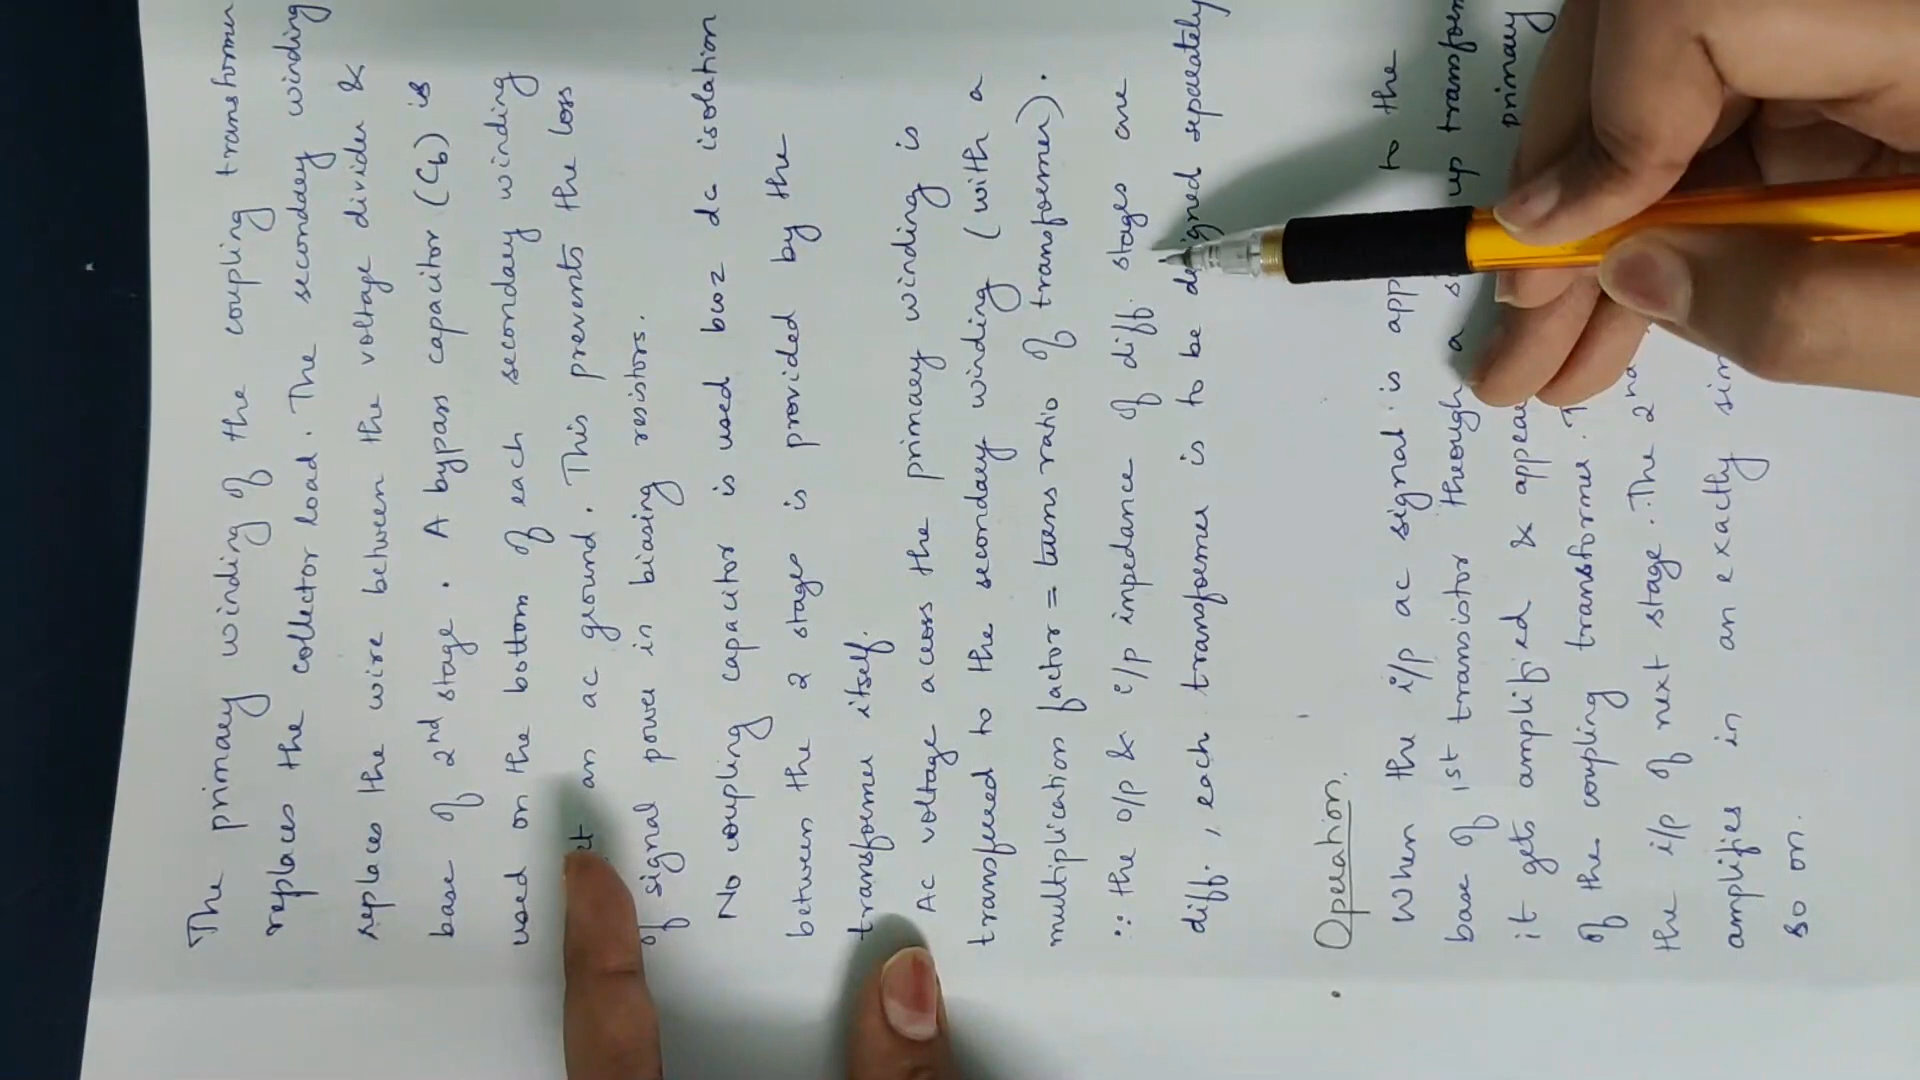 The primary winding of the coupling transformer
replaces the collector load. The secondary winding
replaces the wire between the voltage divider &
base of 2nd stage. A bypass capacitor (Cb) is
used on the bottom of each secondary winding
an ac ground. This prevents the loss
of signal power in biasing resistors.
No coupling capacitor is used bcoz dc isolation
between the 2 stages is provided by the
transformer itself.
Ac voltage across the primary winding is
transferred to the secondary winding (with a
multiplication factor = turns ratio of transformer).
∴ the o/p & i/p impedance of diff. stages are
diff., each transformer is to be designed separately
• Operation.
When the i/p ac signal is app to the
base of 1st transistor through a up transform
it gets amplified & appea primary
of the coupling transformer.
the i/p of next stage. The 2nd
amplifies in an exactly sim
so on.